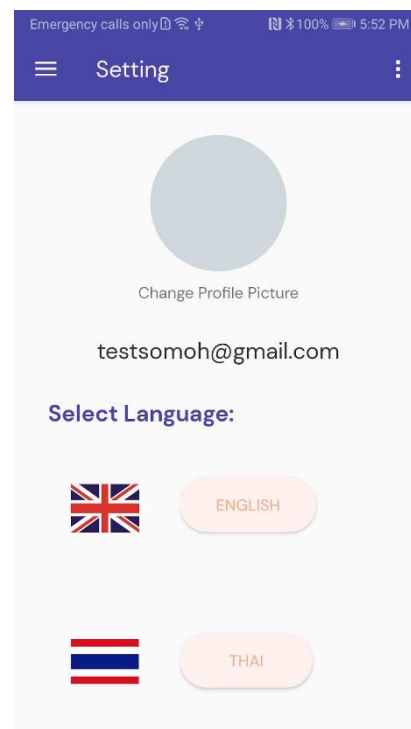 Emergency calls only 100% 5:52 PM
Setting
Change Profile Picture
testsomoh@gmail.com
Select Language:
ENGLISH
THAI